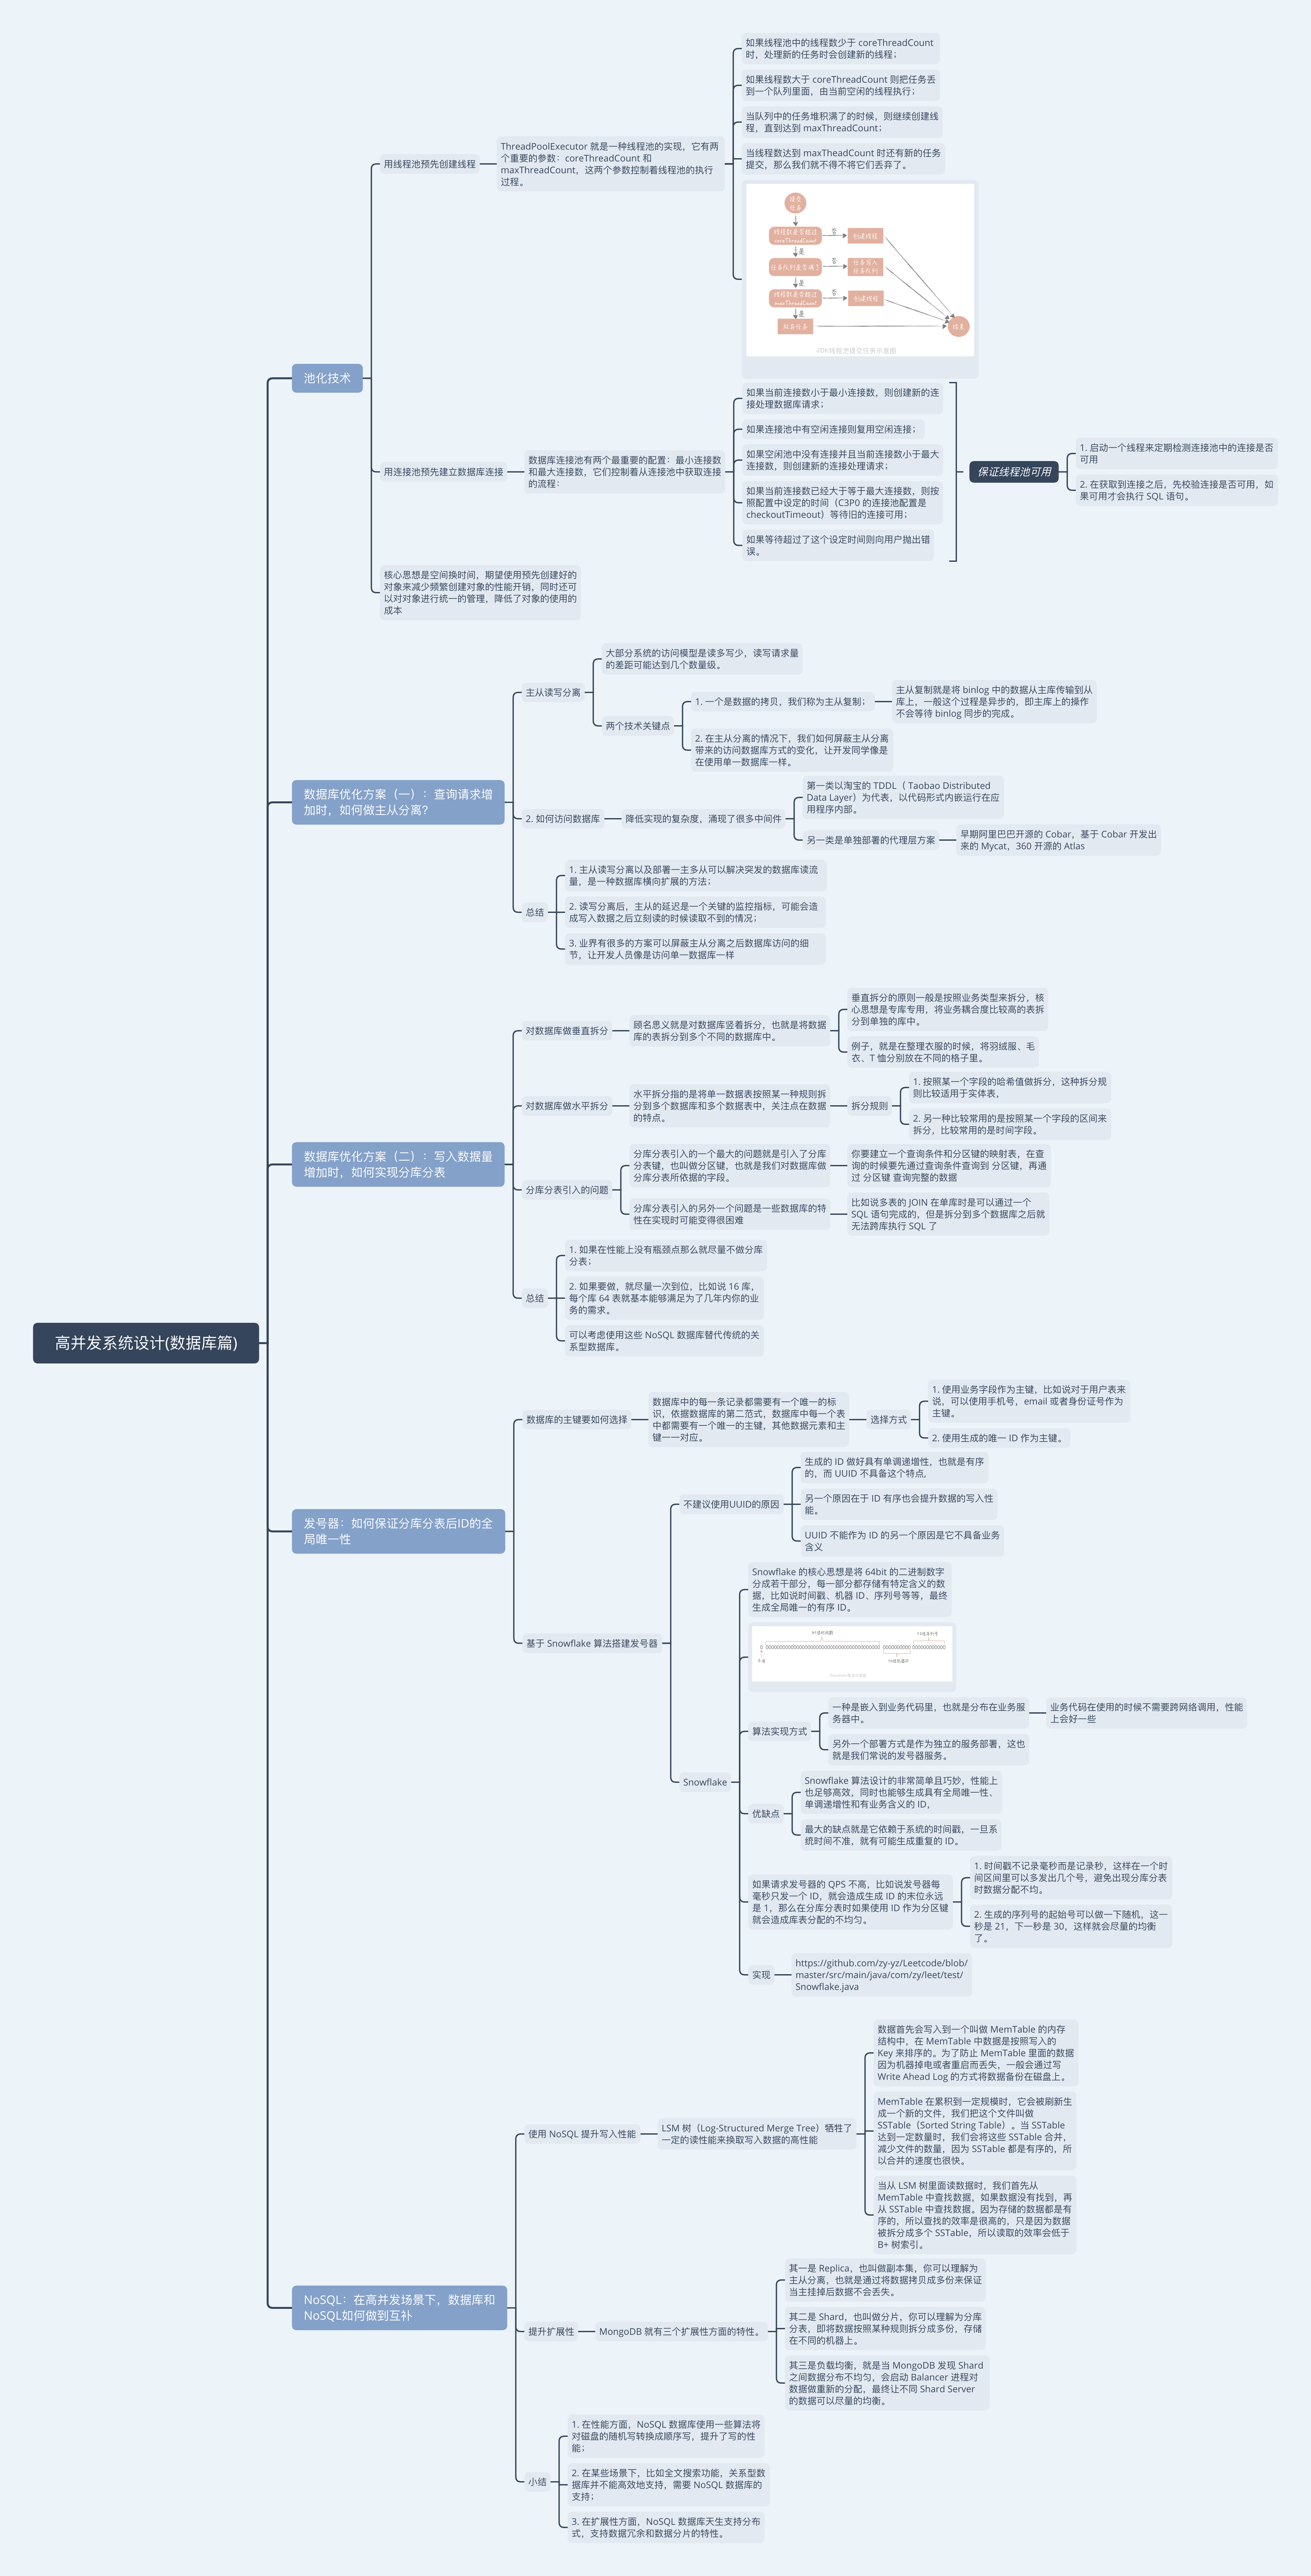 高并发系统设计(数据库篇)
池化技术
用线程池预先创建线程
ThreadPoolExecutor 就是一种线程池的实现，它有两
个重要的参数：coreThreadCount 和
maxThreadCount，这两个参数控制着线程池的执行
过程。
如果线程池中的线程数少于 coreThreadCount
时，处理新的任务时会创建新的线程；
如果线程数大于 coreThreadCount 则把任务丢
到一个队列里面，由当前空闲的线程执行；
当队列中的任务堆积满了的时候，则继续创建线
程，直到达到 maxThreadCount；
当线程数达到 maxTheadCount 时还有新的任务
提交，那么我们就不得不将它们丢弃了。
提交
任务
线程数是否超过
coreThreadCount
否
创建线程
是
任务队列是否满？
否
任务写入
任务队列
是
线程数是否超过
maxThreadCount
否
创建线程
是
丢弃任务
结束
JDK线程池提交任务示意图
用连接池预先建立数据库连接
数据库连接池有两个最重要的配置：最小连接数
和最大连接数，它们控制着从连接池中获取连接
的流程：
如果当前连接数小于最小连接数，则创建新的连
接处理数据库请求；
如果连接池中有空闲连接则复用空闲连接；
如果空闲池中没有连接并且当前连接数小于最大
连接数，则创建新的连接处理请求；
如果当前连接数已经大于等于最大连接数，则按
照配置中设定的时间（C3P0 的连接池配置是
checkoutTimeout）等待旧的连接可用；
如果等待超过了这个设定时间则向用户抛出错
误。
保证线程池可用
1. 启动一个线程来定期检测连接池中的连接是否
可用
2. 在获取到连接之后，先校验连接是否可用，如
果可用才会执行 SQL 语句。
核心思想是空间换时间，期望使用预先创建好的
对象来减少频繁创建对象的性能开销，同时还可
以对对象进行统一的管理，降低了对象的使用的
成本
数据库优化方案（一）：查询请求增
加时，如何做主从分离？
主从读写分离
大部分系统的访问模型是读多写少，读写请求量
的差距可能达到几个数量级。
两个技术关键点
1. 一个是数据的拷贝，我们称为主从复制；
主从复制就是将 binlog 中的数据从主库传输到从
库上，一般这个过程是异步的，即主库上的操作
不会等待 binlog 同步的完成。
2. 在主从分离的情况下，我们如何屏蔽主从分离
带来的访问数据库方式的变化，让开发同学像是
在使用单一数据库一样。
2. 如何访问数据库
降低实现的复杂度，涌现了很多中间件
第一类以淘宝的 TDDL（ Taobao Distributed
Data Layer）为代表，以代码形式内嵌运行在应
用程序内部。
另一类是单独部署的代理层方案
早期阿里巴巴开源的 Cobar，基于 Cobar 开发出
来的 Mycat，360 开源的 Atlas
总结
1. 主从读写分离以及部署一主多从可以解决突发的数据库读流
量，是一种数据库横向扩展的方法；
2. 读写分离后，主从的延迟是一个关键的监控指标，可能会造
成写入数据之后立刻读的时候读取不到的情况；
3. 业界有很多的方案可以屏蔽主从分离之后数据库访问的细
节，让开发人员像是访问单一数据库一样
数据库优化方案（二）：写入数据量
增加时，如何实现分库分表
对数据库做垂直拆分
顾名思义就是对数据库竖着拆分，也就是将数据
库的表拆分到多个不同的数据库中。
垂直拆分的原则一般是按照业务类型来拆分，核
心思想是专库专用，将业务耦合度比较高的表拆
分到单独的库中。
例子，就是在整理衣服的时候，将羽绒服、毛
衣、T 恤分别放在不同的格子里。
对数据库做水平拆分
水平拆分指的是将单一数据表按照某一种规则拆
分到多个数据库和多个数据表中，关注点在数据
的特点。
拆分规则
1. 按照某一个字段的哈希值做拆分，这种拆分规
则比较适用于实体表，
2. 另一种比较常用的是按照某一个字段的区间来
拆分，比较常用的是时间字段。
分库分表引入的问题
分库分表引入的一个最大的问题就是引入了分库
分表键，也叫做分区键，也就是我们对数据库做
分库分表所依据的字段。
你要建立一个查询条件和分区键的映射表，在查
询的时候要先通过查询条件查询到 分区键，再通
过 分区键 查询完整的数据
分库分表引入的另外一个问题是一些数据库的特
性在实现时可能变得很困难
比如说多表的 JOIN 在单库时是可以通过一个
SQL 语句完成的，但是拆分到多个数据库之后就
无法跨库执行 SQL 了
总结
1. 如果在性能上没有瓶颈点那么就尽量不做分库
分表；
2. 如果要做，就尽量一次到位，比如说 16 库，
每个库 64 表就基本能够满足为了几年内你的业
务的需求。
可以考虑使用这些 NoSQL 数据库替代传统的关
系型数据库。
发号器：如何保证分库分表后ID的全
局唯一性
数据库的主键要如何选择
数据库中的每一条记录都需要有一个唯一的标
识，依据数据库的第二范式，数据库中每一个表
中都需要有一个唯一的主键，其他数据元素和主
键一一对应。
选择方式
1. 使用业务字段作为主键，比如说对于用户表来
说，可以使用手机号，email 或者身份证号作为
主键。
2. 使用生成的唯一 ID 作为主键。
基于 Snowflake 算法搭建发号器
不建议使用UUID的原因
生成的 ID 做好具有单调递增性，也就是有序
的，而 UUID 不具备这个特点，
另一个原因在于 ID 有序也会提升数据的写入性
能。
UUID 不能作为 ID 的另一个原因是它不具备业务
含义
Snowflake
Snowflake 的核心思想是将 64bit 的二进制数字
分成若干部分，每一部分都存储有特定含义的数
据，比如说时间戳、机器 ID、序列号等等，最终
生成全局唯一的有序 ID。
41位时间戳
12位序列号
不用
10位机器ID
算法实现方式
一种是嵌入到业务代码里，也就是分布在业务服
务器中。
业务代码在使用的时候不需要跨网络调用，性能
上会好一些
另外一个部署方式是作为独立的服务部署，这也
就是我们常说的发号器服务。
优缺点
Snowflake 算法设计的非常简单且巧妙，性能上
也足够高效，同时也能够生成具有全局唯一性、
单调递增性和有业务含义的 ID，
最大的缺点就是它依赖于系统的时间戳，一旦系
统时间不准，就有可能生成重复的 ID。
如果请求发号器的 QPS 不高，比如说发号器每
毫秒只发一个 ID，就会造成生成 ID 的末位永远
是 1，那么在分库分表时如果使用 ID 作为分区键
就会造成库表分配的不均匀。
1. 时间戳不记录毫秒而是记录秒，这样在一个时
间区间里可以多发出几个号，避免出现分库分表
时数据分配不均。
2. 生成的序列号的起始号可以做一下随机，这一
秒是 21，下一秒是 30，这样就会尽量的均衡
了。
实现
https://github.com/zy-yz/Leetcode/blob/
master/src/main/java/com/zy/leet/test/
Snowflake.java
NoSQL：在高并发场景下，数据库和
NoSQL如何做到互补
使用 NoSQL 提升写入性能
LSM 树（Log-Structured Merge Tree）牺牲了
一定的读性能来换取写入数据的高性能
数据首先会写入到一个叫做 MemTable 的内存
结构中，在 MemTable 中数据是按照写入的
Key 来排序的。为了防止 MemTable 里面的数据
因为机器掉电或者重启而丢失，一般会通过写
Write Ahead Log 的方式将数据备份在磁盘上。
MemTable 在累积到一定规模时，它会被刷新生
成一个新的文件，我们把这个文件叫做
SSTable（Sorted String Table）。当 SSTable
达到一定数量时，我们会将这些 SSTable 合并，
减少文件的数量，因为 SSTable 都是有序的，所
以合并的速度也很快。
当从 LSM 树里面读数据时，我们首先从
MemTable 中查找数据，如果数据没有找到，再
从 SSTable 中查找数据。因为存储的数据都是有
序的，所以查找的效率是很高的，只是因为数据
被拆分成多个 SSTable，所以读取的效率会低于
B+ 树索引。
提升扩展性
MongoDB 就有三个扩展性方面的特性。
其一是 Replica，也叫做副本集，你可以理解为
主从分离，也就是通过将数据拷贝成多份来保证
当主挂掉后数据不会丢失。
其二是 Shard，也叫做分片，你可以理解为分库
分表，即将数据按照某种规则拆分成多份，存储
在不同的机器上。
其三是负载均衡，就是当 MongoDB 发现 Shard
之间数据分布不均匀，会启动 Balancer 进程对
数据做重新的分配，最终让不同 Shard Server
的数据可以尽量的均衡。
小结
1. 在性能方面，NoSQL 数据库使用一些算法将
对磁盘的随机写转换成顺序写，提升了写的性
能；
2. 在某些场景下，比如全文搜索功能，关系型数
据库并不能高效地支持，需要 NoSQL 数据库的
支持；
3. 在扩展性方面，NoSQL 数据库天生支持分布
式，支持数据冗余和数据分片的特性。